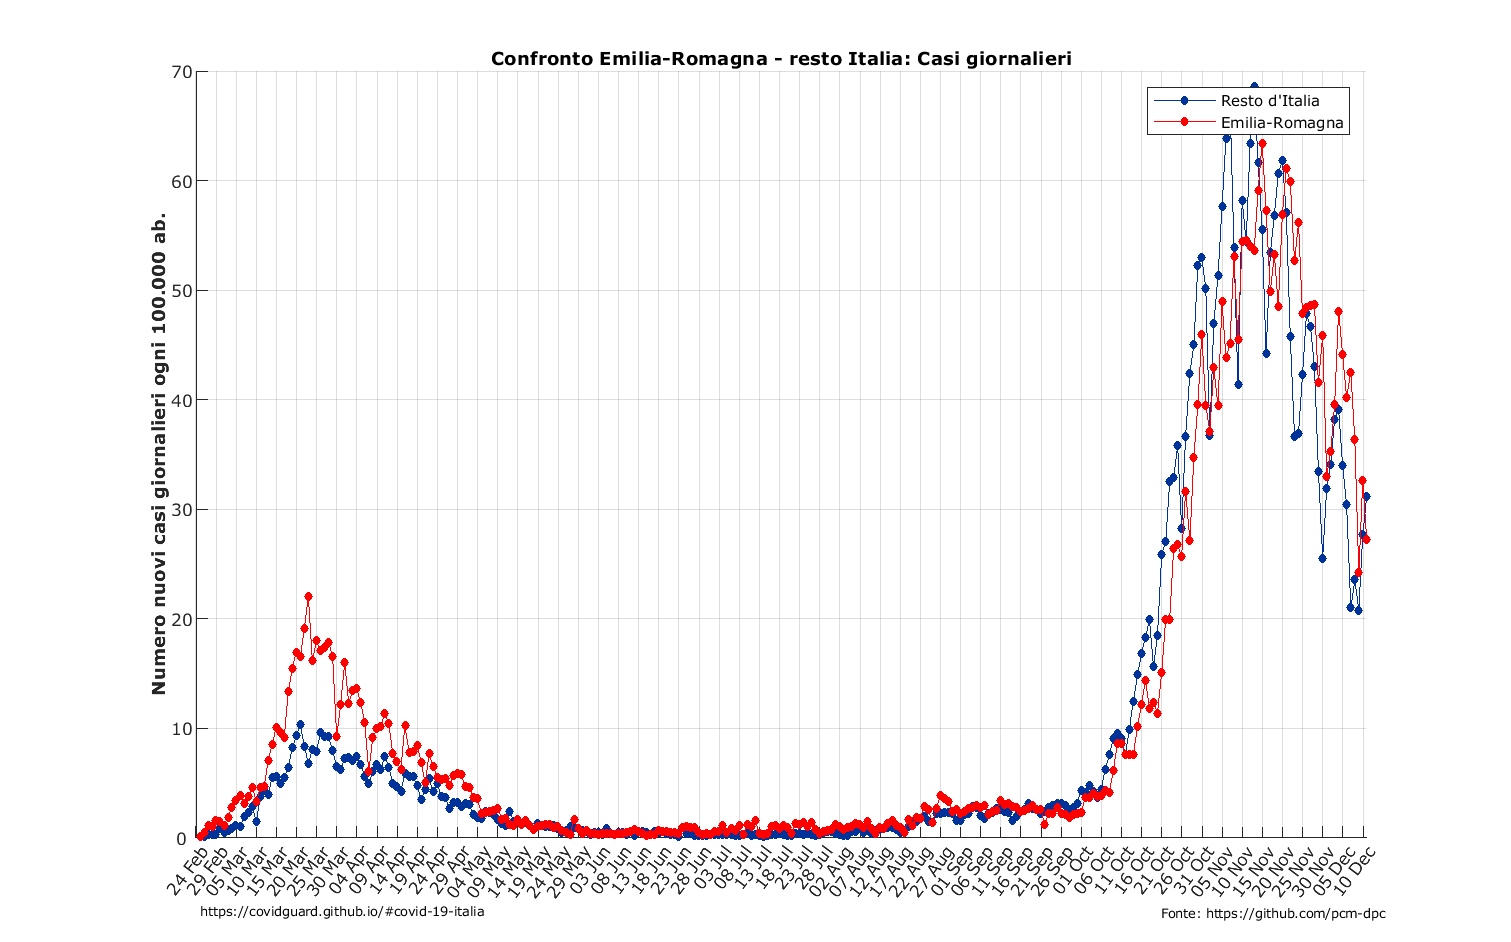 Confronto Emilia-Romagna - resto Italia: Casi giornalieri
Resto d'Italia
Emilia-Romagna
Numero nuovi casi giornalieri ogni 100.000 ab.
70
60
50
40
30
20
10
0
24 Feb
29 Feb
05 Mar
10 Mar
15 Mar
20 Mar
25 Mar
30 Mar
04 Apr
09 Apr
14 Apr
19 Apr
24 Apr
29 Apr
04 May
09 May
14 May
19 May
24 May
29 May
03 Jun
08 Jun
13 Jun
18 Jun
23 Jun
28 Jun
03 Jul
08 Jul
13 Jul
18 Jul
23 Jul
28 Jul
02 Aug
07 Aug
12 Aug
17 Aug
22 Aug
27 Aug
01 Sep
06 Sep
11 Sep
16 Sep
21 Sep
26 Sep
01 Oct
06 Oct
11 Oct
16 Oct
21 Oct
26 Oct
31 Oct
05 Nov
10 Nov
15 Nov
20 Nov
25 Nov
30 Nov
05 Dec
10 Dec
https://covidguard.github.io/#covid-19-italia
Fonte: https://github.com/pcm-dpc